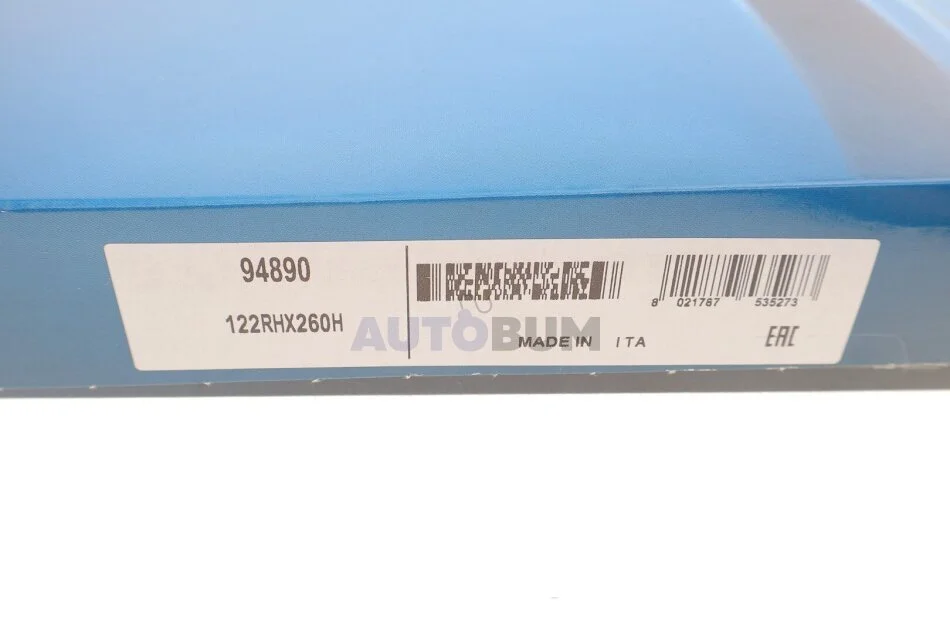 94890
122RHX260H
8 021767 535273
MADE IN ITA
EAC
AUTOBUM